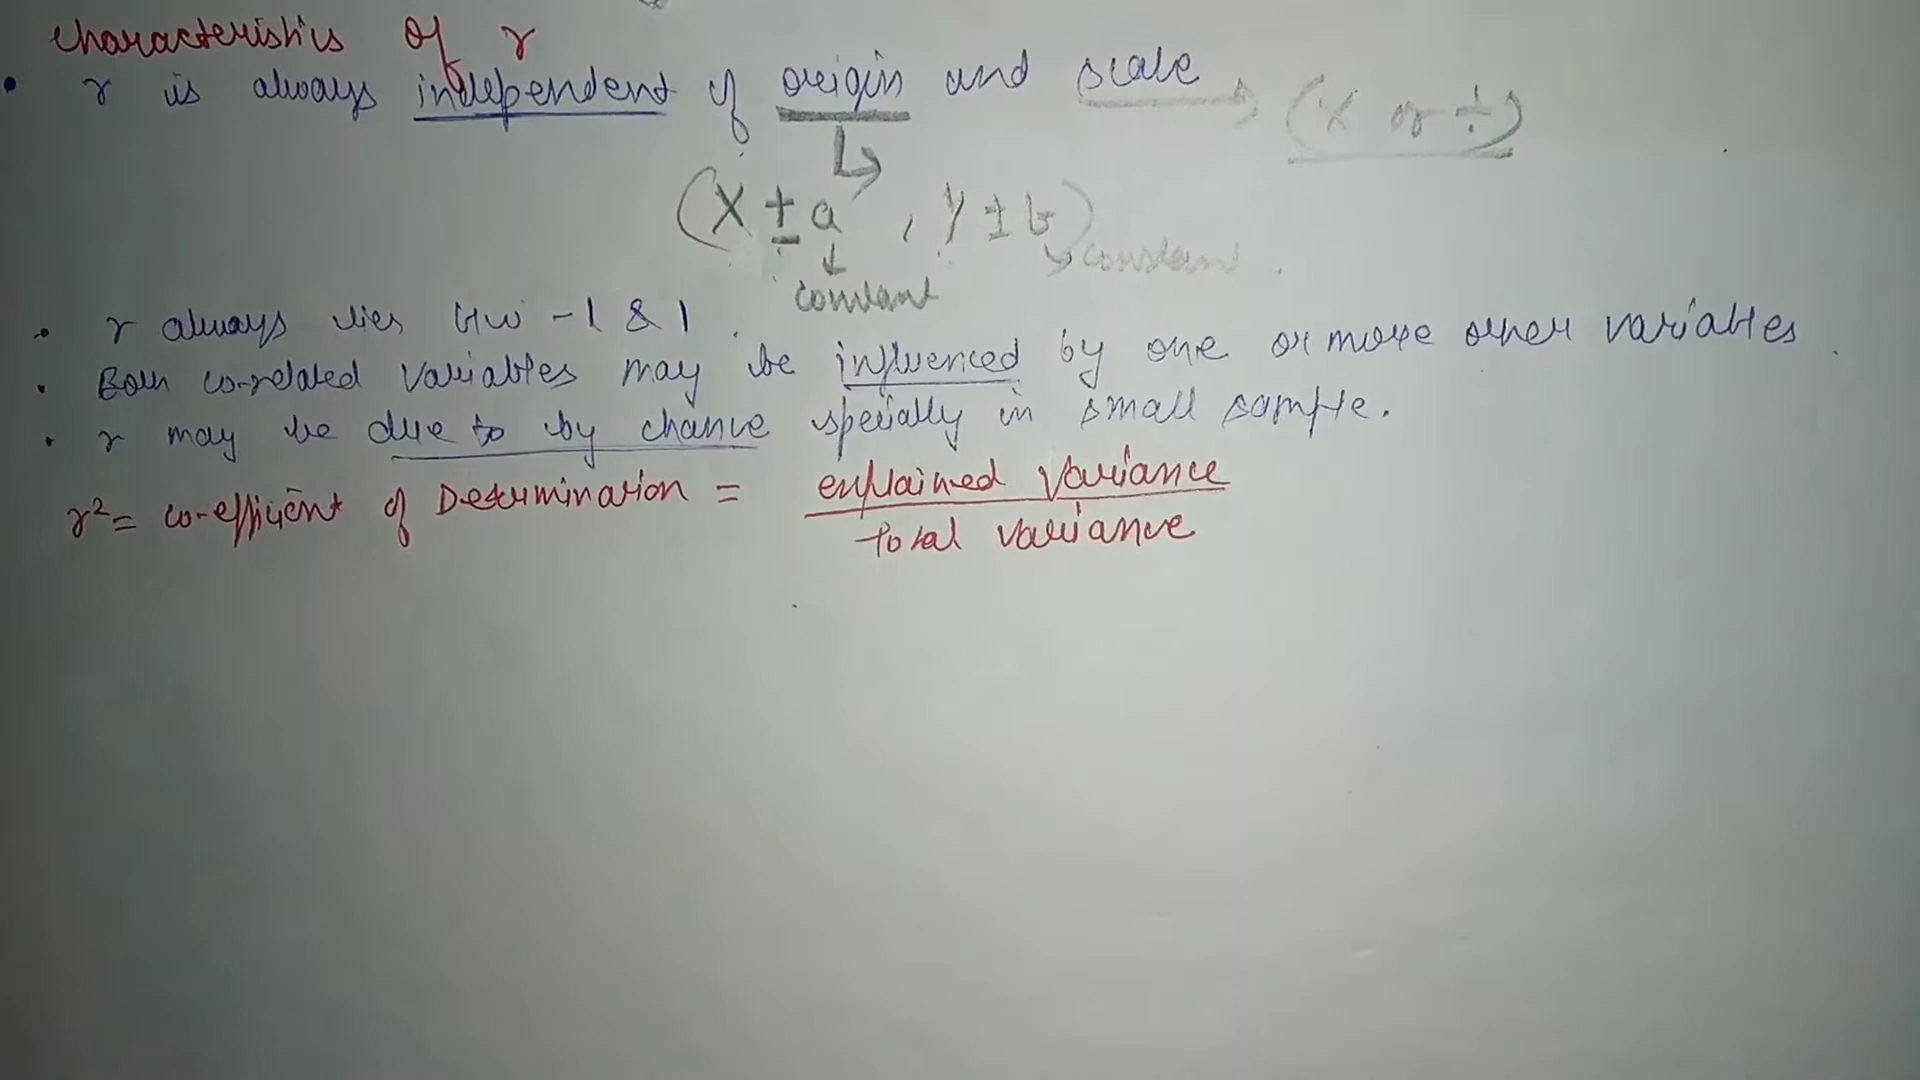 characteristics of r
• r is always independent of origin and scale → (× or ÷)
(X ± a , Y ± b)
constant
constant
• r always lies btw -1 & 1.
• Both co-related variables may be influenced by one or more other variables.
• r may be due to by chance specially in small sample.
r² = co-efficient of Determination = explained variance
total variance